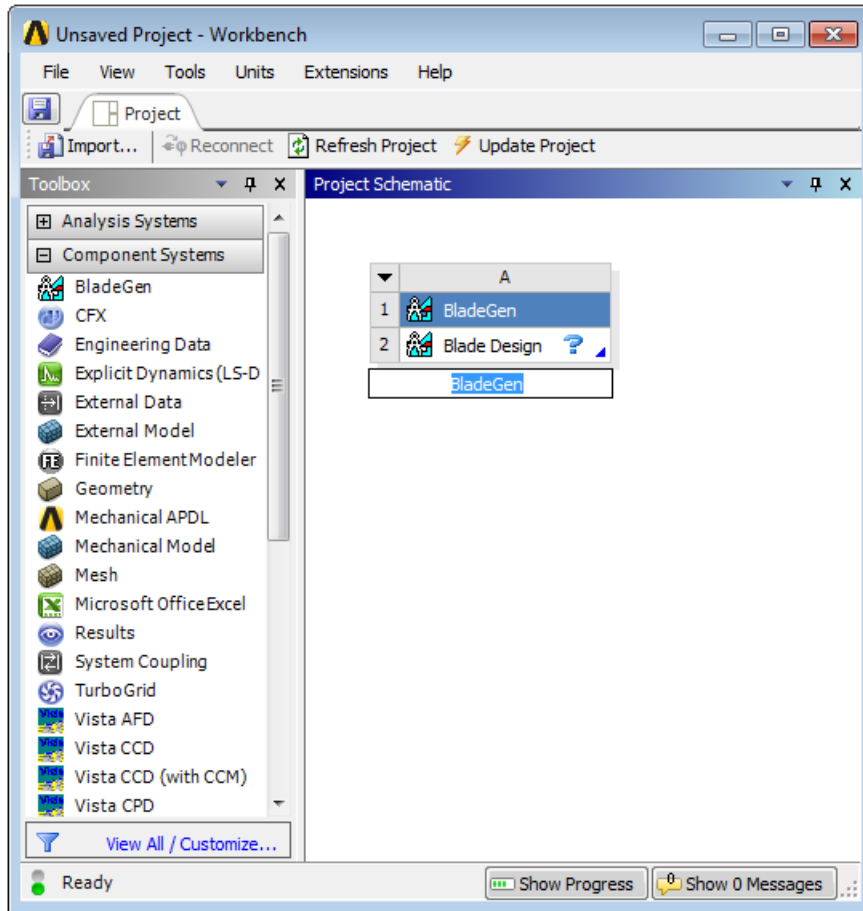 Unsaved Project - Workbench
File View Tools Units Extensions Help
Project
Import... Reconnect Refresh Project Update Project
Toolbox
Analysis Systems
Component Systems
BladeGen
CFX
Engineering Data
Explicit Dynamics (LS-D
External Data
External Model
Finite Element Modeler
Geometry
Mechanical APDL
Mechanical Model
Mesh
Microsoft Office Excel
Results
System Coupling
TurboGrid
Vista AFD
Vista CCD
Vista CCD (with CCM)
Vista CPD
View All / Customize...
Project Schematic
A
1 BladeGen
2 Blade Design ?
BladeGen
Ready
Show Progress
0 Show 0 Messages